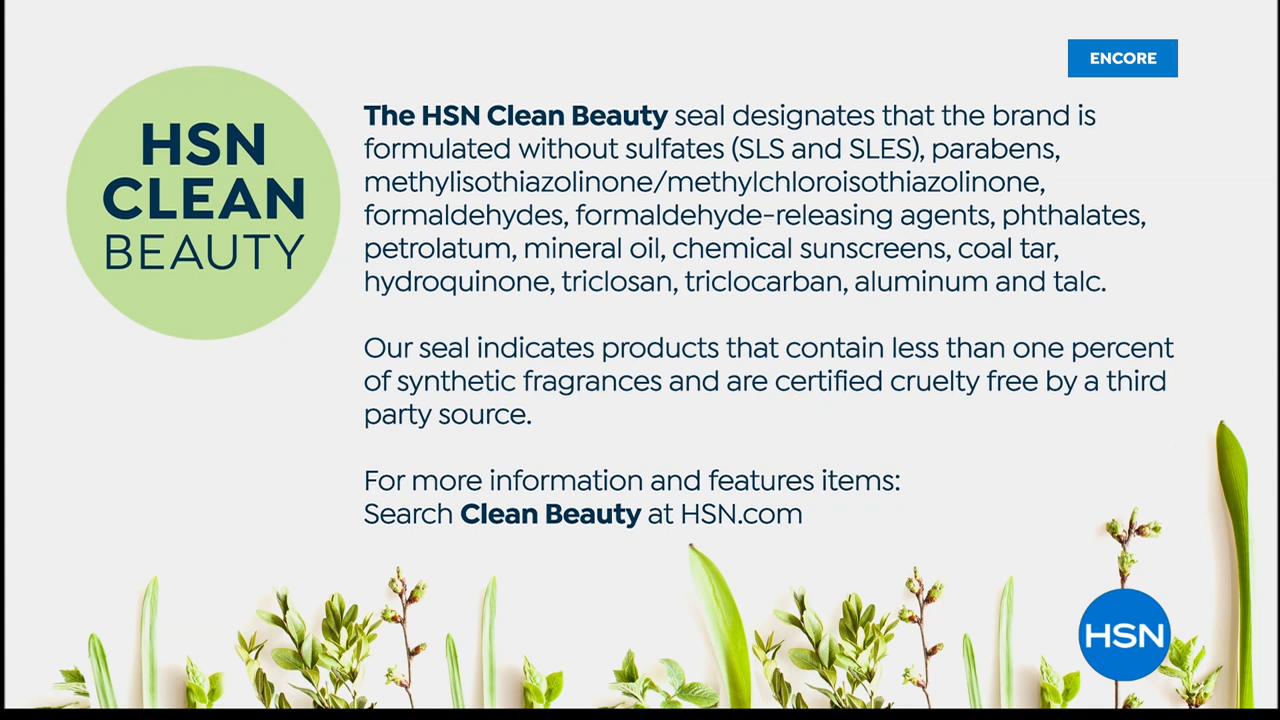 ENCORE
HSN
CLEAN
BEAUTY
The HSN Clean Beauty seal designates that the brand is
formulated without sulfates (SLS and SLES), parabens,
methylisothiazolinone/methylchloroisothiazolinone,
formaldehydes, formaldehyde-releasing agents, phthalates,
petrolatum, mineral oil, chemical sunscreens, coal tar,
hydroquinone, triclosan, triclocarban, aluminum and talc.
Our seal indicates products that contain less than one percent
of synthetic fragrances and are certified cruelty free by a third
party source.
For more information and features items:
Search Clean Beauty at HSN.com
HSN